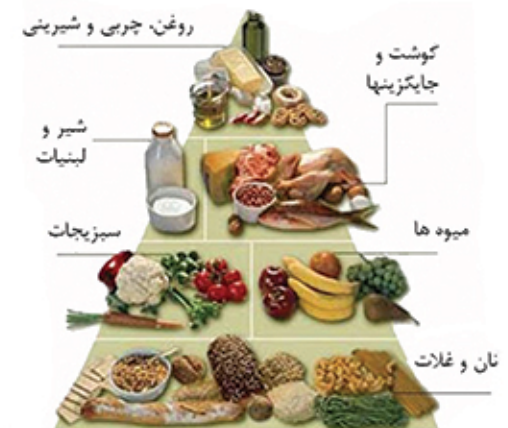 روغن، چربی و شیرینی
گوشت و
جایگزینها
شیر و
لبنیات
سبزیجات
میوه ها
نان و غلات